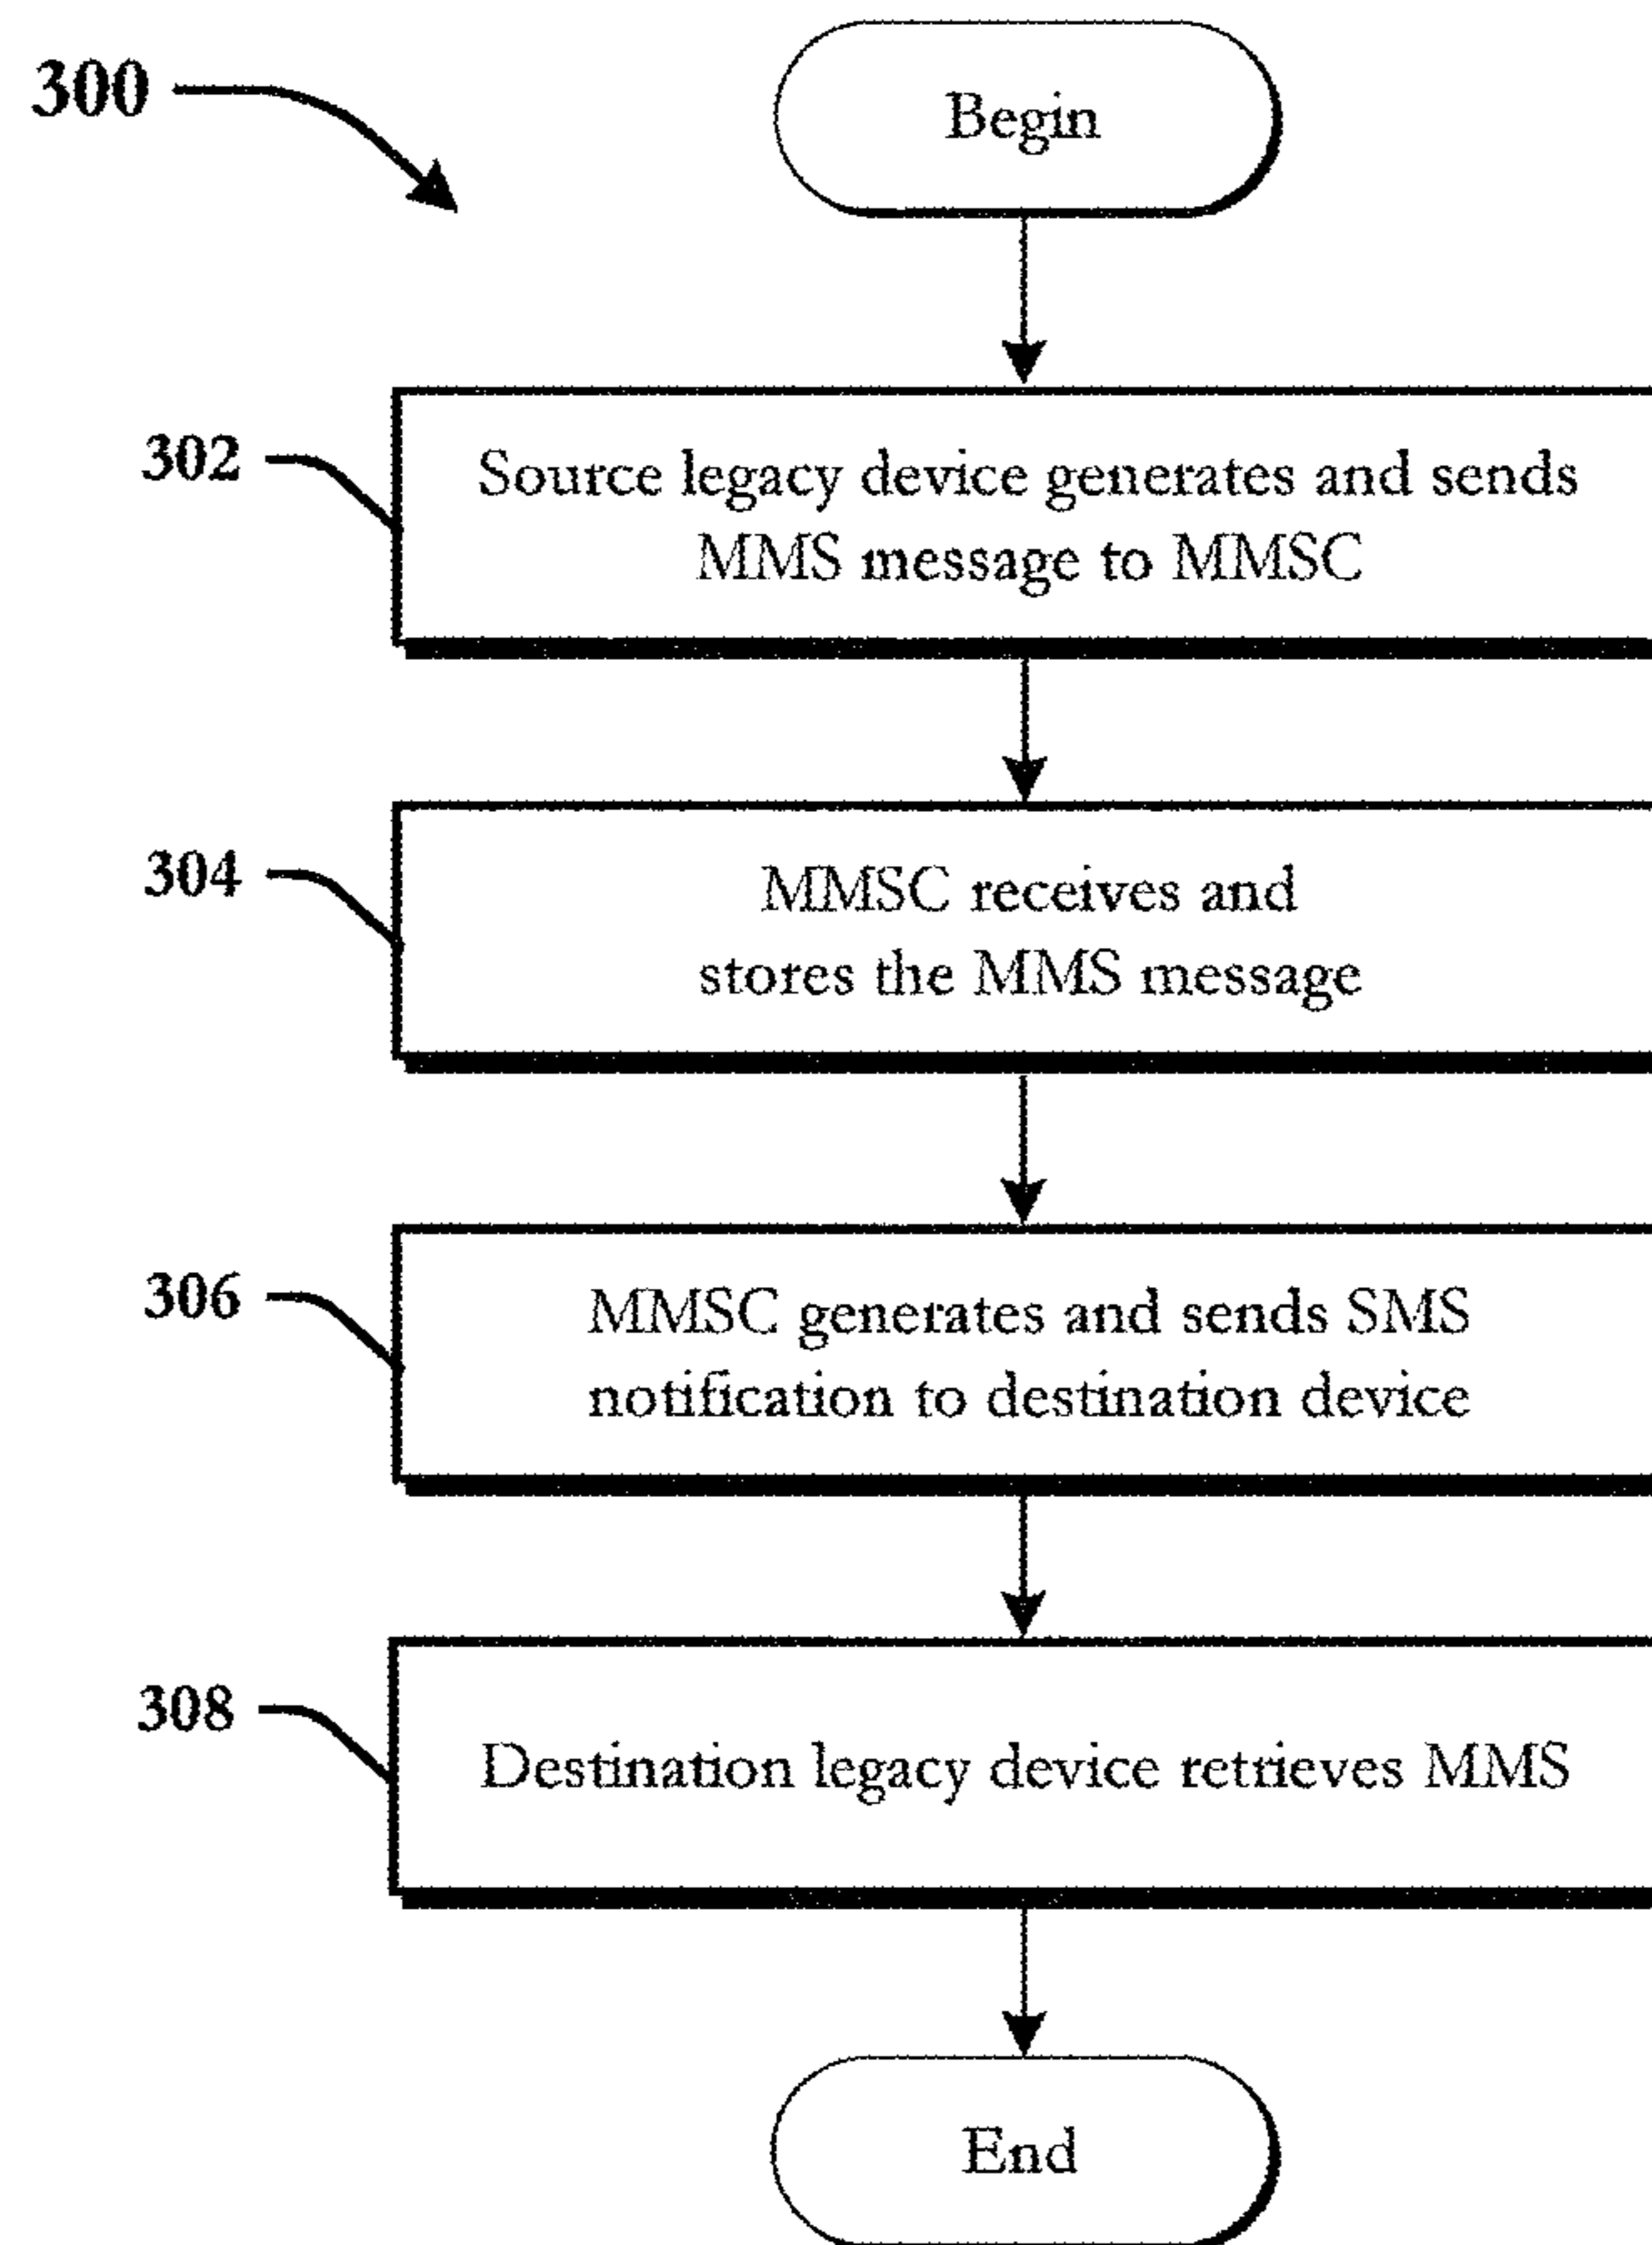 300
Begin
302
Source legacy device generates and sends
MMS message to MMSC
304
MMSC receives and
stores the MMS message
306
MMSC generates and sends SMS
notification to destination device
308
Destination legacy device retrieves MMS
End